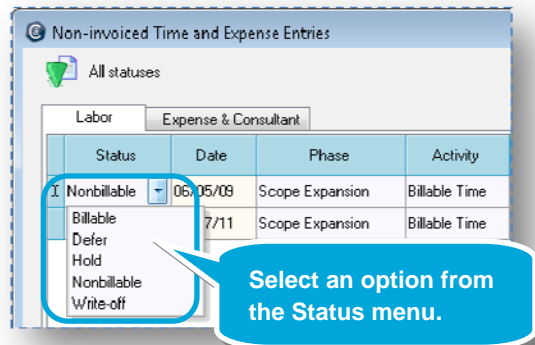 Non-invoiced Time and Expense Entries
All statuses
Labor Expense & Consultant
Status Date Phase Activity
Nonbillable 06/05/09 Scope Expansion Billable Time
7/11 Scope Expansion Billable Time
Billable
Defer
Hold
Nonbillable
Write-off
Select an option from
the Status menu.